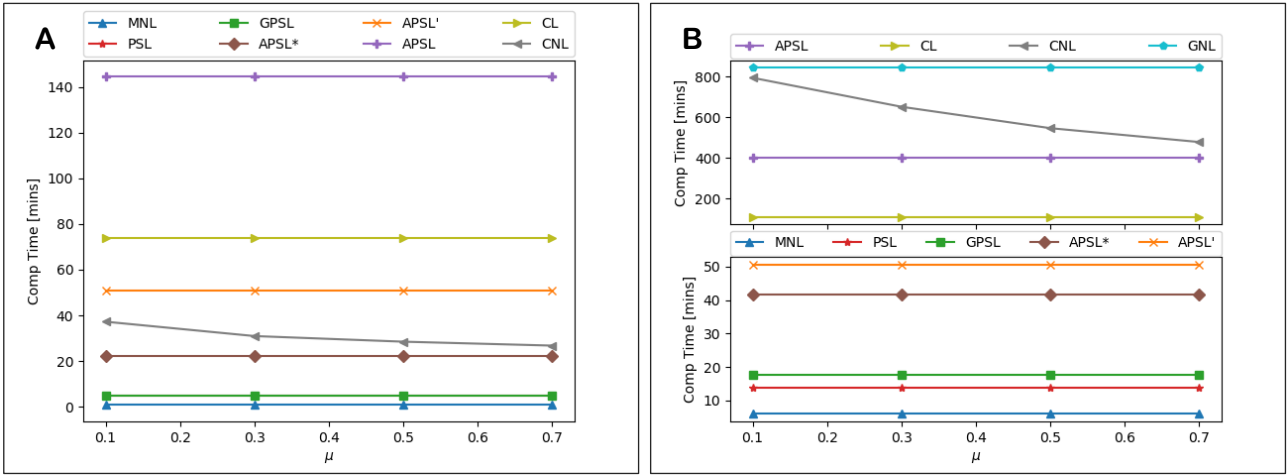 A
MNL GPSL APSL' CL
PSL APSL* APSL CNL
Comp Time [mins]
140
120
100
80
60
40
20
0
0.1 0.2 0.3 0.4 0.5 0.6 0.7
μ
B
APSL CL CNL GNL
Comp Time [mins]
800
600
400
200
MNL PSL GPSL APSL* APSL'
Comp Time [mins]
50
40
30
20
10
0.1 0.2 0.3 0.4 0.5 0.6 0.7
μ